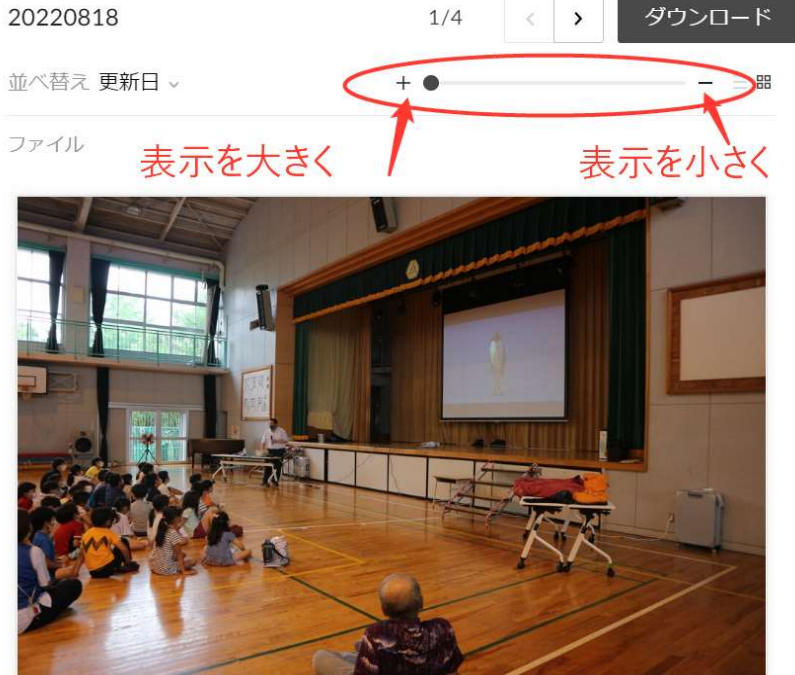 20220818 1/4 < > ダウンロード
並べ替え 更新日
+ −
ファイル
表示を大きく 表示を小さく